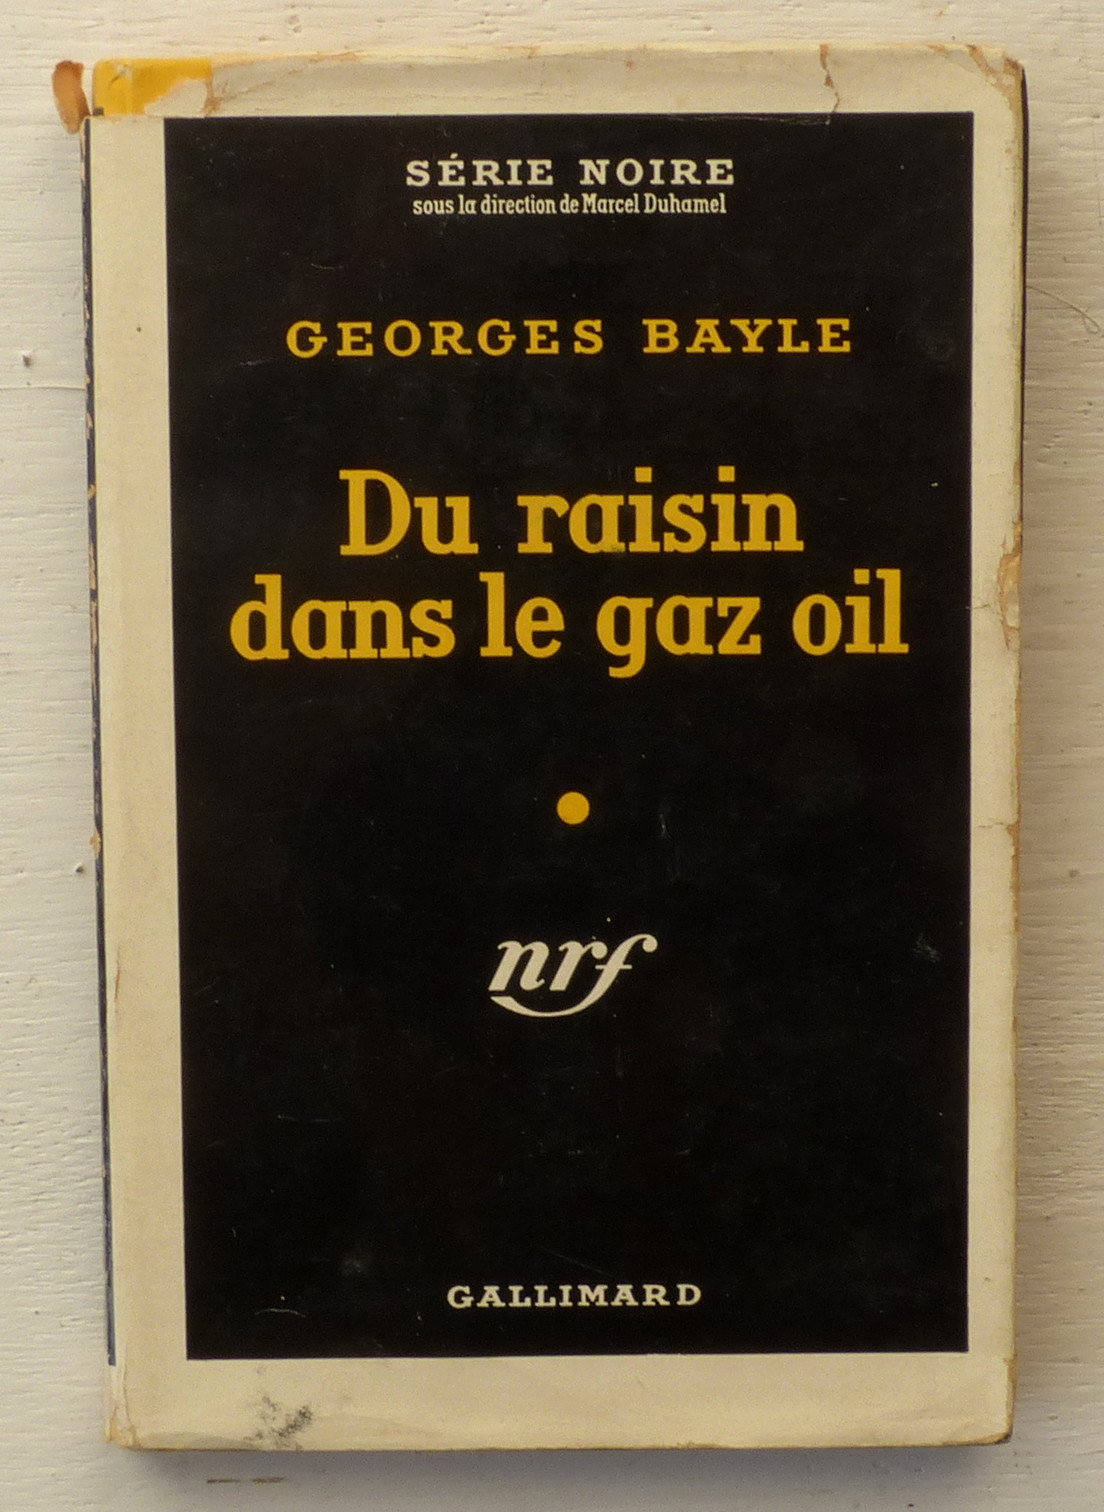 SÉRIE NOIRE
sous la direction de Marcel Duhamel
GEORGES BAYLE
Du raisin
dans le gaz oil
nrf
GALLIMARD